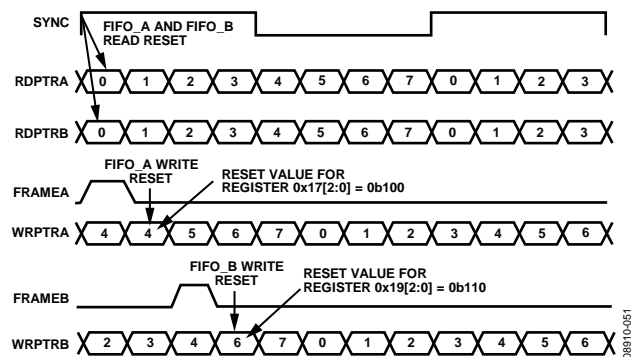 SYNC
FIFO_A AND FIFO_B
READ RESET
RDPTRA 0 1 2 3 4 5 6 7 0 1 2 3
RDPTRB 0 1 2 3 4 5 6 7 0 1 2 3
FIFO_A WRITE
RESET
RESET VALUE FOR
REGISTER 0x17[2:0] = 0b100
FRAMEA
WRPTRA 4 4 5 6 7 0 1 2 3 4 5 6
FIFO_B WRITE
RESET
RESET VALUE FOR
REGISTER 0x19[2:0] = 0b110
FRAMEB
WRPTRB 2 3 4 6 7 0 1 2 3 4 5 6
08910-051